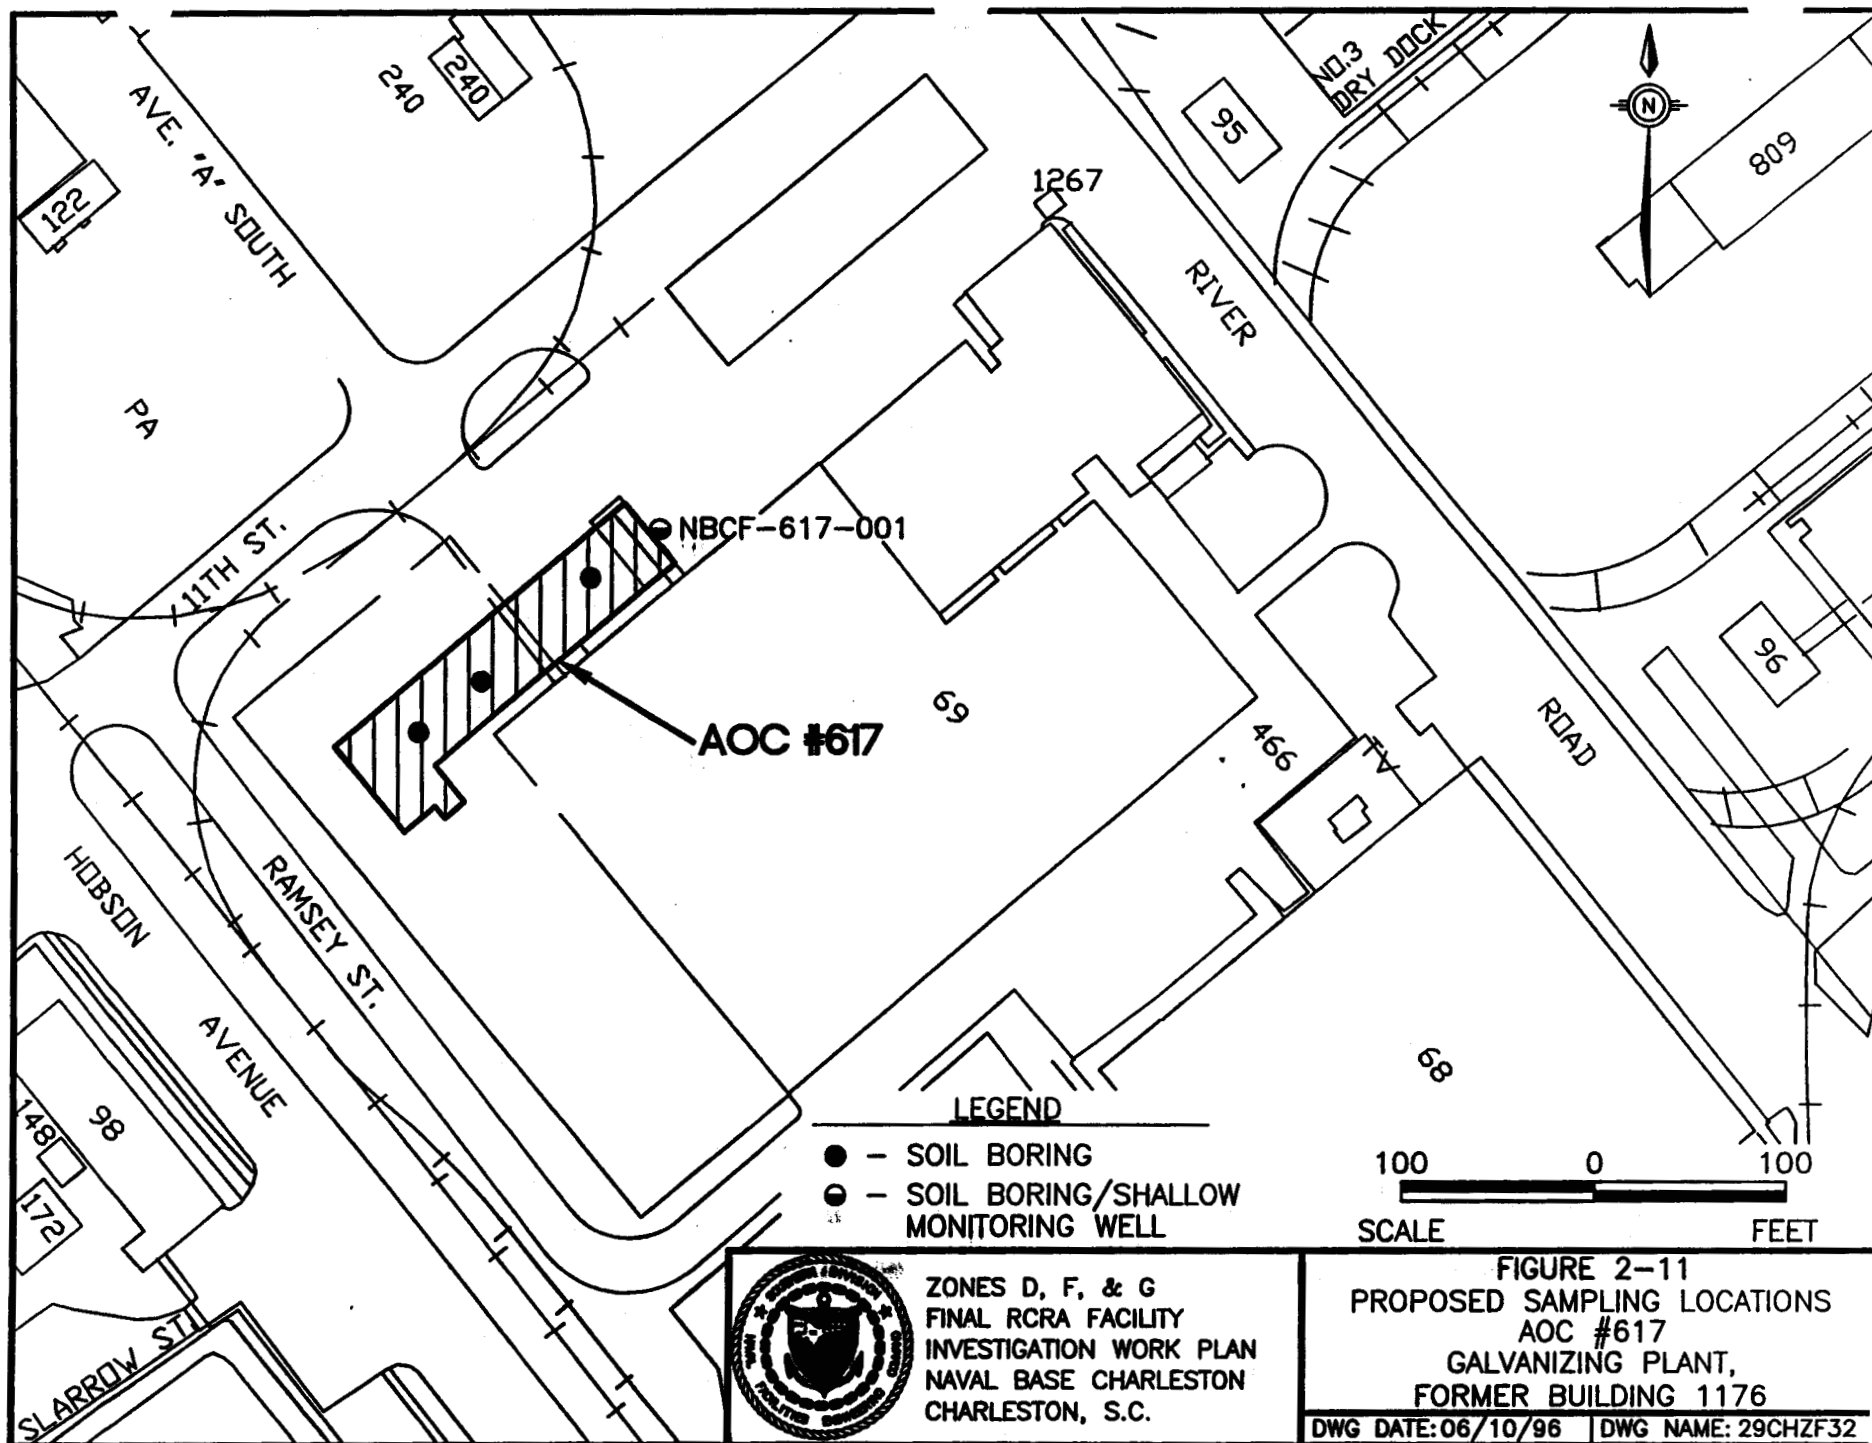 NO.3
DRY DOCK
240
240
95
809
AVE. "A" SOUTH
122
1267
RIVER
PA
11TH ST.
NBCF-617-001
96
69
ROAD
AOC #617
466
TV
HOBSON
AVENUE
RAMSEY ST.
68
98
148
172
SLARROW ST.
N
LEGEND
● – SOIL BORING
◒ – SOIL BORING/SHALLOW
MONITORING WELL
100 0 100
SCALE FEET
ZONES D, F, & G
FINAL RCRA FACILITY
INVESTIGATION WORK PLAN
NAVAL BASE CHARLESTON
CHARLESTON, S.C.
FIGURE 2-11
PROPOSED SAMPLING LOCATIONS
AOC #617
GALVANIZING PLANT,
FORMER BUILDING 1176
DWG DATE:06/10/96 DWG NAME: 29CHZF32